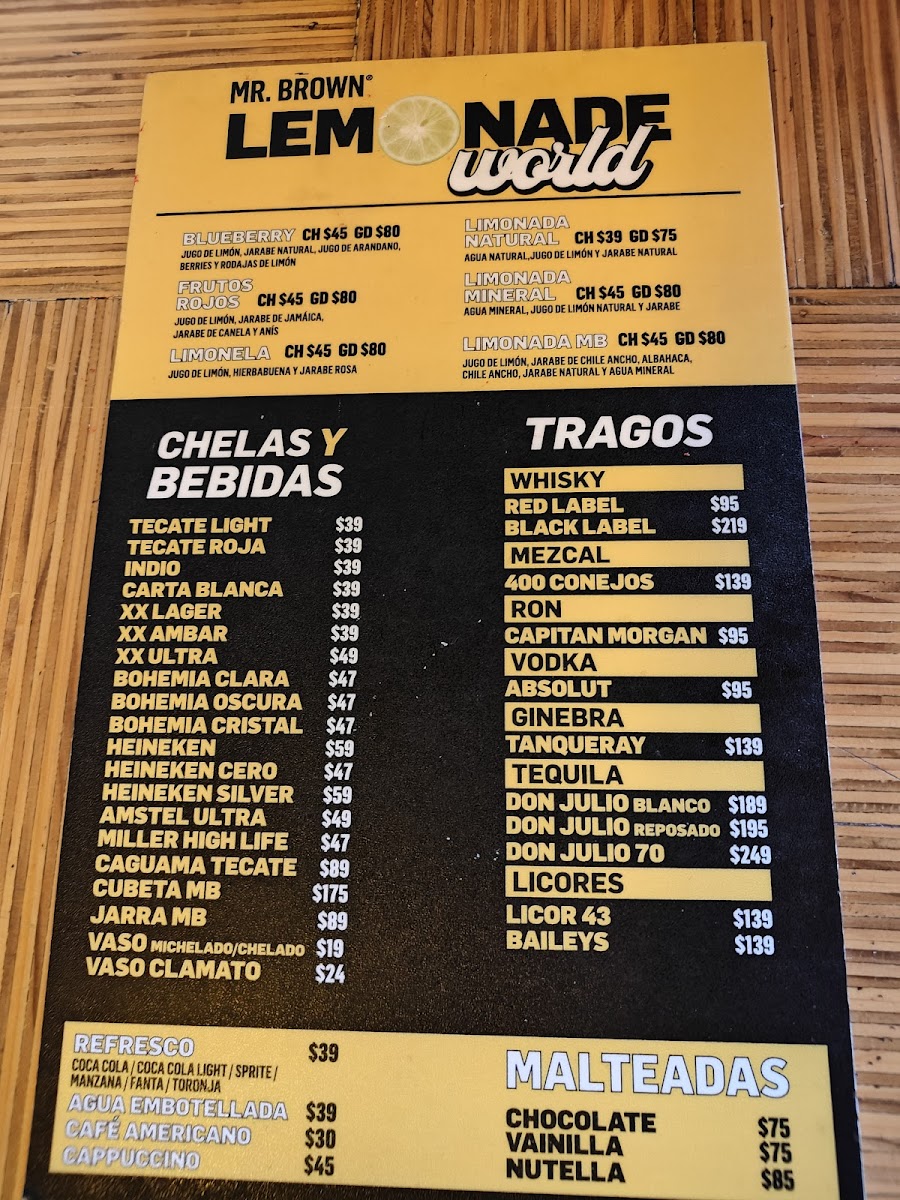 MR. BROWN®
LEMONADE
world
BLUEBERRY CH $45 GD $80
JUGO DE LIMÓN, JARABE NATURAL, JUGO DE ARANDANO,
BERRIES Y RODAJAS DE LIMÓN
FRUTOS
ROJOS CH $45 GD $80
JUGO DE LIMÓN, JARABE DE JAMÁICA,
JARABE DE CANELA Y ANÍS
LIMONELA CH $45 GD $80
JUGO DE LIMÓN, HIERBABUENA Y JARABE ROSA
LIMONADA
NATURAL CH $39 GD $75
AGUA NATURAL,JUGO DE LIMÓN Y JARABE NATURAL
LIMONADA
MINERAL CH $45 GD $80
AGUA MINERAL, JUGO DE LIMÓN NATURAL Y JARABE
LIMONADA MB CH $45 GD $80
JUGO DE LIMÓN, JARABE DE CHILE ANCHO, ALBAHACA,
CHILE ANCHO, JARABE NATURAL Y AGUA MINERAL
CHELAS Y
BEBIDAS
TECATE LIGHT $39
TECATE ROJA $39
INDIO $39
CARTA BLANCA $39
XX LAGER $39
XX AMBAR $39
XX ULTRA $49
BOHEMIA CLARA $47
BOHEMIA OSCURA $47
BOHEMIA CRISTAL $47
HEINEKEN $59
HEINEKEN CERO $47
HEINEKEN SILVER $59
AMSTEL ULTRA $49
MILLER HIGH LIFE $47
CAGUAMA TECATE $89
CUBETA MB $175
JARRA MB $89
VASO MICHELADO/CHELADO $19
VASO CLAMATO $24
TRAGOS
WHISKY
RED LABEL $95
BLACK LABEL $219
MEZCAL
400 CONEJOS $139
RON
CAPITAN MORGAN $95
VODKA
ABSOLUT $95
GINEBRA
TANQUERAY $139
TEQUILA
DON JULIO BLANCO $189
DON JULIO REPOSADO $195
DON JULIO 70 $249
LICORES
LICOR 43 $139
BAILEYS $139
REFRESCO $39
COCA COLA / COCA COLA LIGHT / SPRITE /
MANZANA / FANTA / TORONJA
AGUA EMBOTELLADA $39
CAFÉ AMERICANO $30
CAPPUCCINO $45
MALTEADAS
CHOCOLATE $75
VAINILLA $75
NUTELLA $85